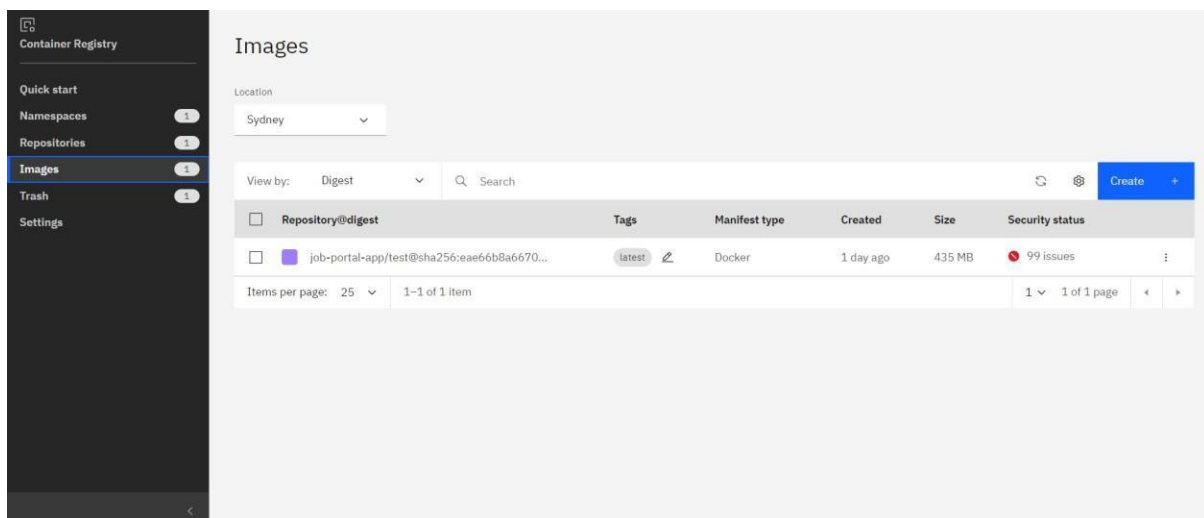 Container Registry
Quick start
Namespaces 1
Repositories 1
Images 1
Trash 1
Settings
Images
Location
Sydney
View by: Digest Search Create +
Repository@digest Tags Manifest type Created Size Security status
job-portal-app/test@sha256:eae66b8a6670... latest Docker 1 day ago 435 MB 99 issues
Items per page: 25 1–1 of 1 item 1 1 of 1 page